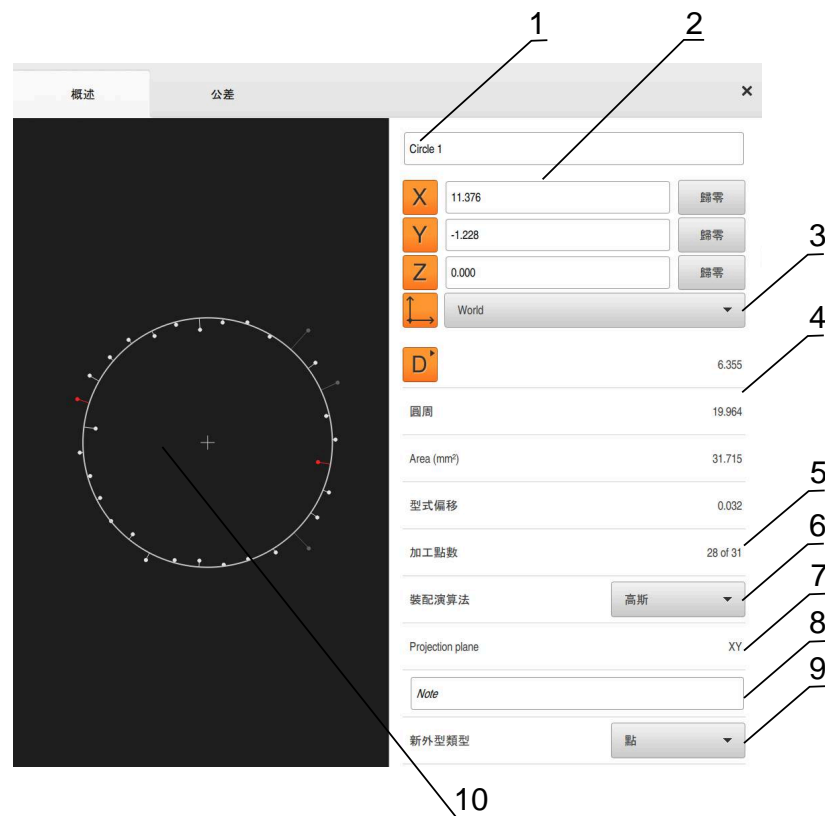 1 2
概述 公差 ×
Circle 1
X 11.376 歸零
Y -1.228 歸零
3
Z 0.000 歸零
World
4
D 6.355
圓周 19.964
Area (mm²) 31.715
5
型式偏移 0.032
6
加工點數 28 of 31
7
裝配演算法 高斯
8
Projection plane XY
9
Note
新外型類型 點
10